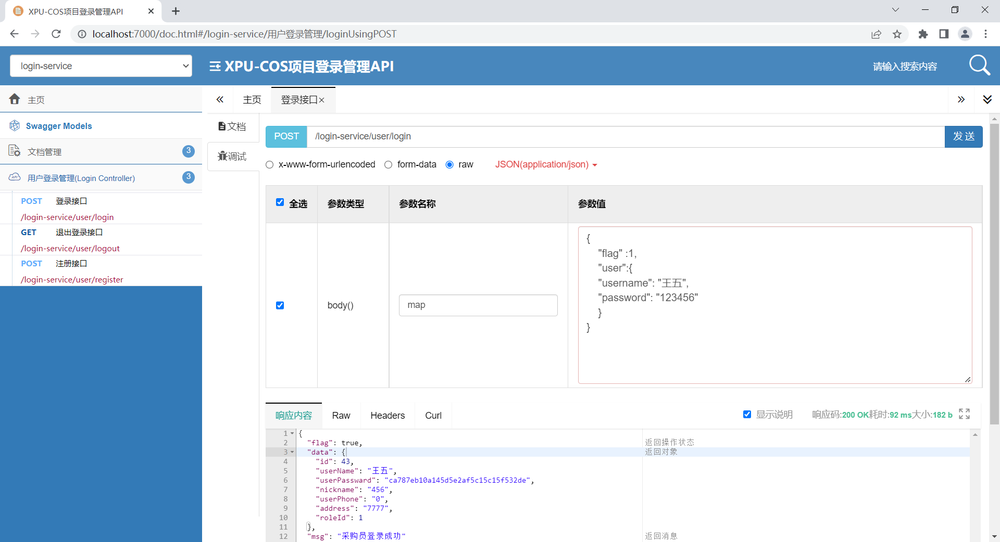 XPU-COS项目登录管理API
localhost:7000/doc.html#/login-service/用户登录管理/loginUsingPOST
login-service
XPU-COS项目登录管理API
请输入搜索内容
主页
Swagger Models
文档管理 3
用户登录管理(Login Controller) 3
POST 登录接口
/login-service/user/login
GET 退出登录接口
/login-service/user/logout
POST 注册接口
/login-service/user/register
主页 登录接口×
文档
调试
POST /login-service/user/login 发 送
x-www-form-urlencoded form-data raw JSON(application/json)
全选 参数类型 参数名称 参数值
body() map
{
"flag" :1,
"user":{
"username": "王五",
"password": "123456"
}
}
响应内容 Raw Headers Curl 显示说明 响应码:200 OK耗时:92 ms大小:182 b
1 {
2 "flag": true, 返回操作状态
3 "data": { 返回对象
4 "id": 43,
5 "userName": "王五",
6 "userPassward": "ca787eb10a145d5e2af5c15c15f532de",
7 "nickname": "456",
8 "userPhone": "0",
9 "address": "7777",
10 "roleId": 1
11 },
12 "msg": "采购员登录成功" 返回消息